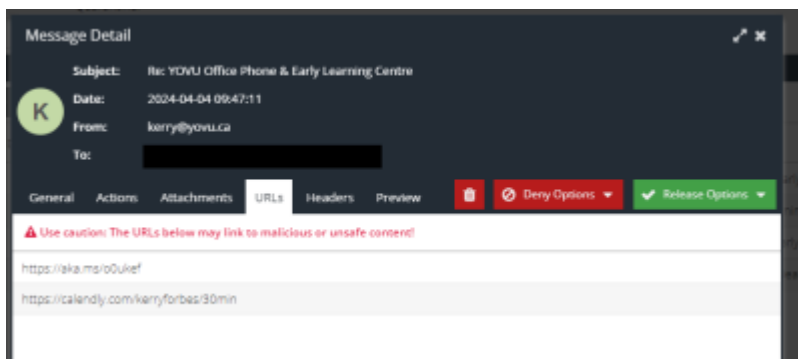 Message Detail
Subject: Re: YOVU Office Phone & Early Learning Centre
K
Date: 2024-04-04 09:47:11
From: kerry@yovu.ca
To:
General Actions Attachments URLs Headers Preview Deny Options Release Options
Use caution: The URLs below may link to malicious or unsafe content!
https://aka.ms/o0ukef
https://calendly.com/kerryforbes/30min